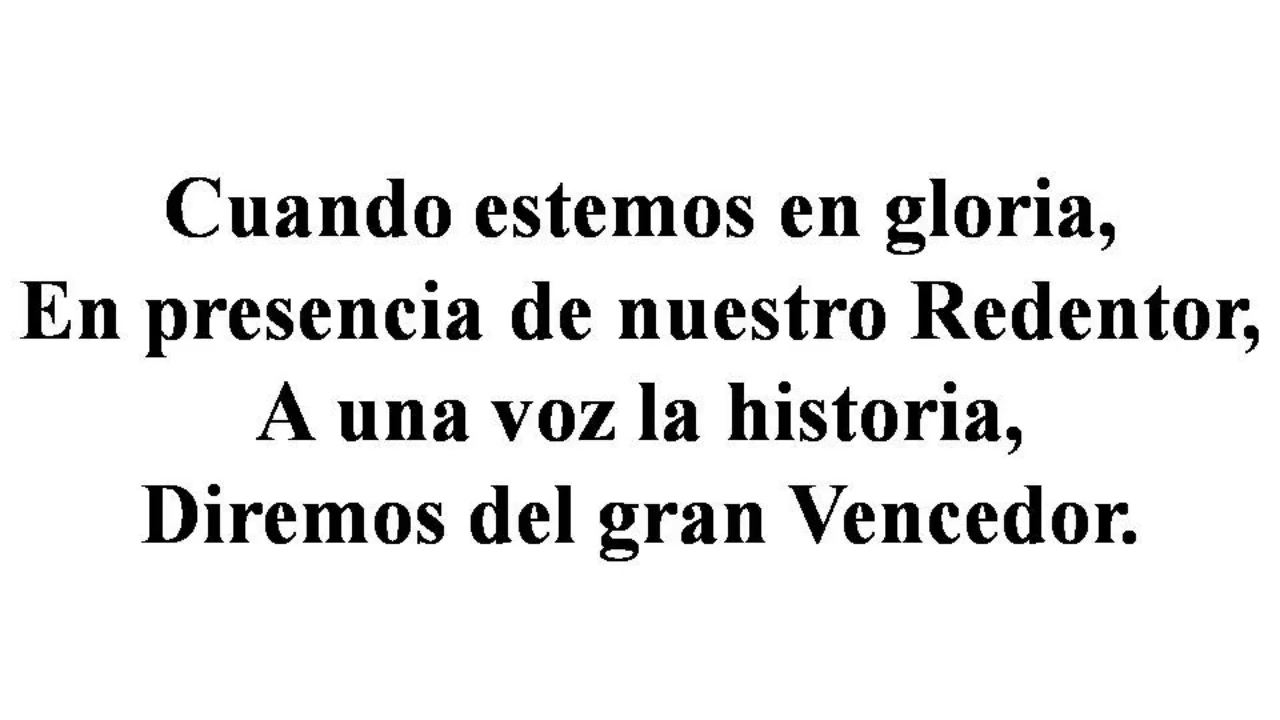 Cuando estemos en gloria,
En presencia de nuestro Redentor,
A una voz la historia,
Diremos del gran Vencedor.